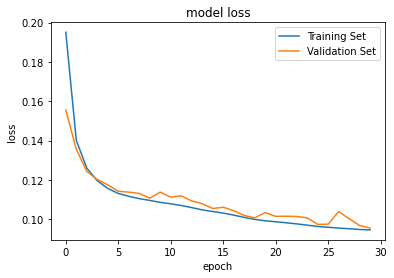 model loss
Training Set
Validation Set
0.20
0.18
0.16
0.14
0.12
0.10
loss
0 5 10 15 20 25 30
epoch